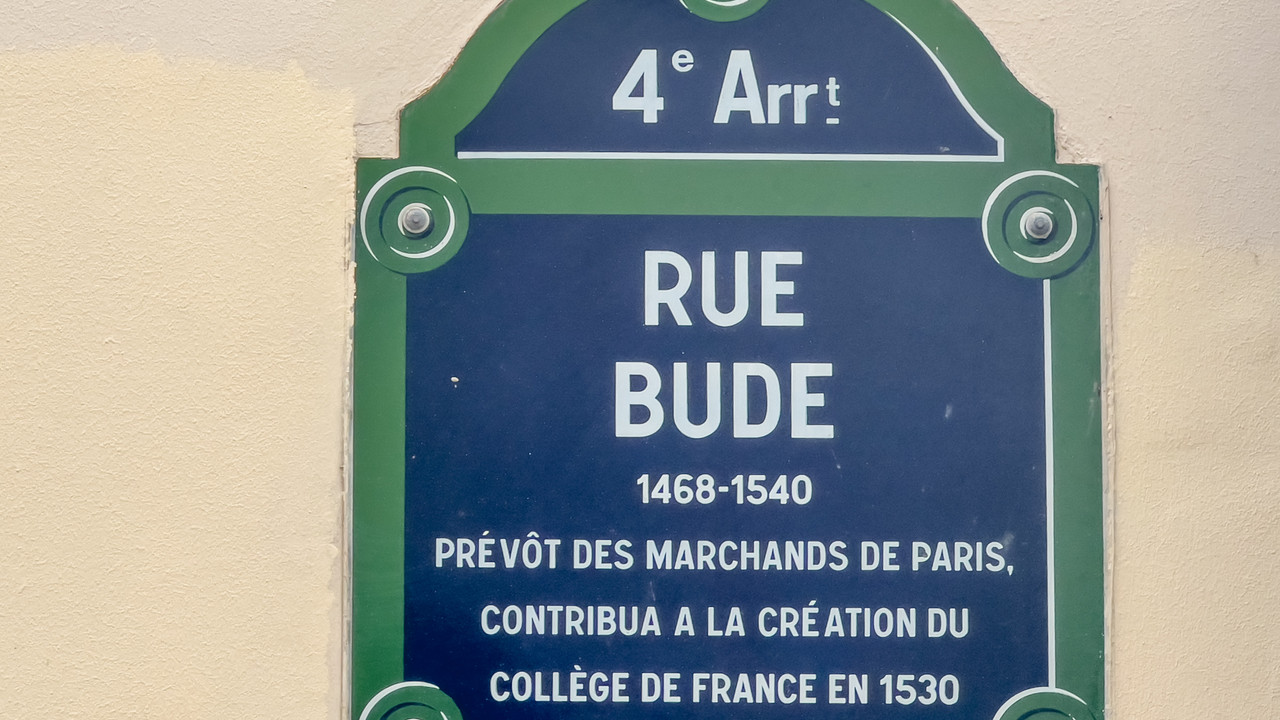 4e Arrt
RUE
BUDE
1468-1540
PRÉVÔT DES MARCHANDS DE PARIS,
CONTRIBUA A LA CRÉATION DU
COLLÈGE DE FRANCE EN 1530